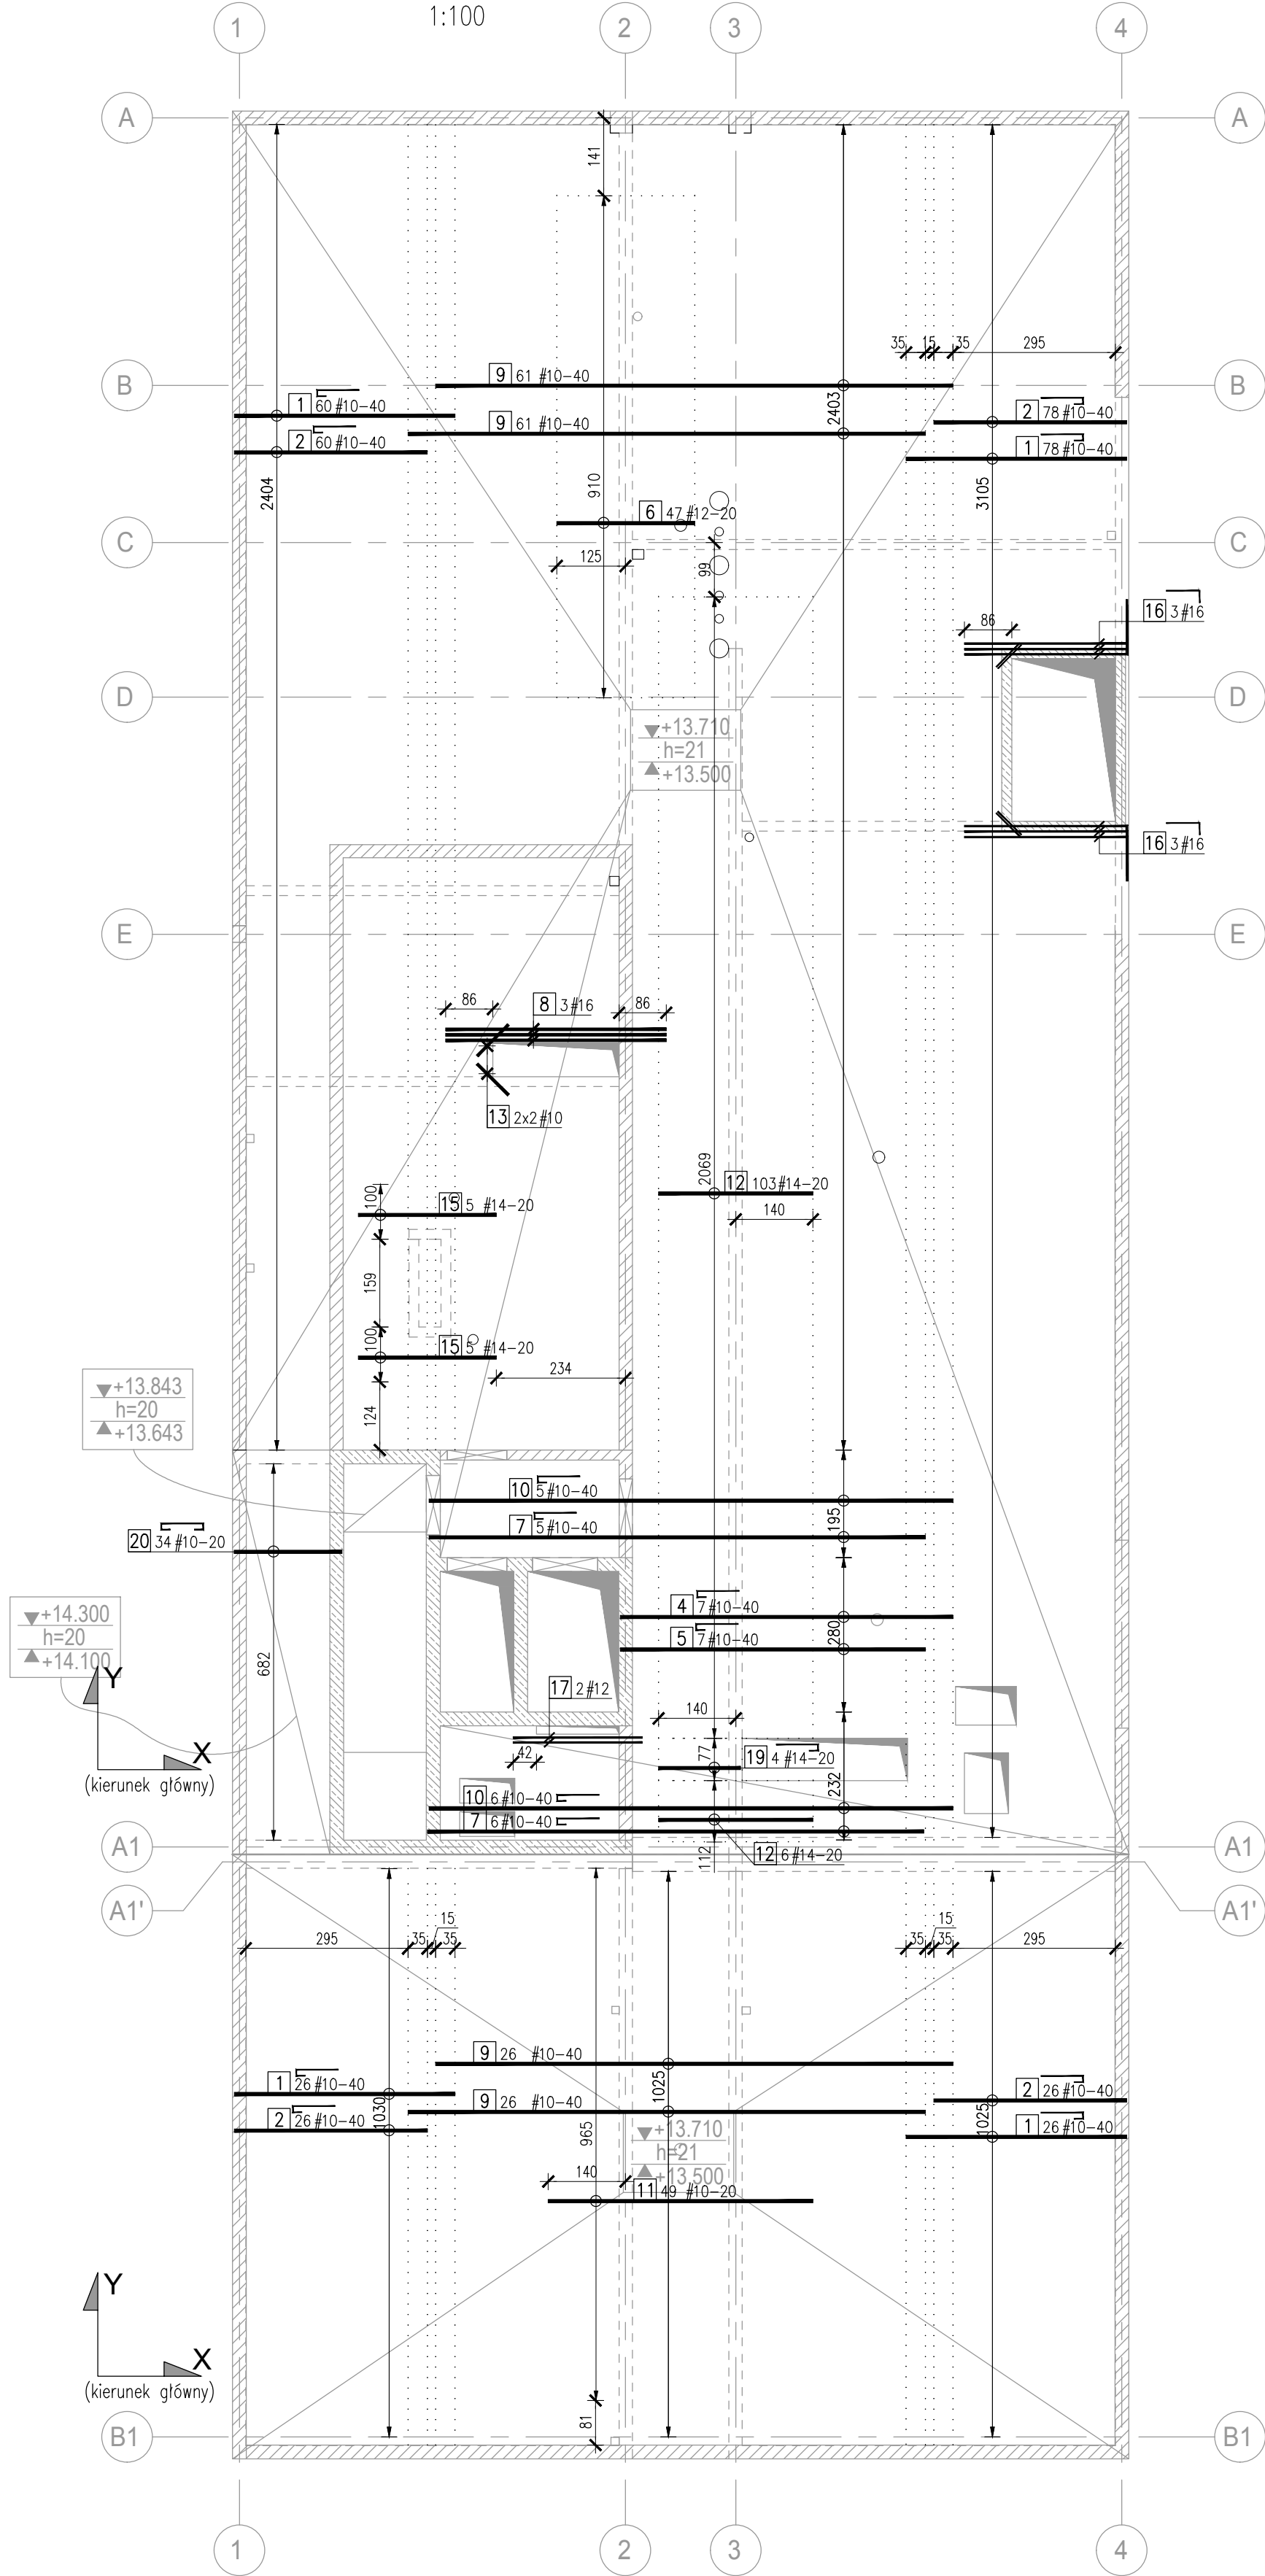 1:100
1
2
3
4
A
A
141
35
15
35
295
B
9 61 #10-40
B
2403
1 60 #10-40
2 78 #10-40
9 61 #10-40
2 60 #10-40
1 78 #10-40
2404
910
3105
6 47 #12-20
C
C
125
99
86
16 3#16
D
D
+13.710
h=21
+13.500
16 3#16
E
E
86
8 3#16
86
13 2x2#10
2069
12 103#14-20
100
15 5 #14-20
140
159
100
15 5 #14-20
234
124
+13.843
h=20
+13.643
10 5#10-40
195
7 5#10-40
20 34#10-20
4 7#10-40
+14.300
h=20
+14.100
280
5 7#10-40
682
Y
17 2#12
140
X
(kierunek główny)
42
77
19 4 #14-20
232
10 6#10-40
7 6#10-40
A1
112
12 6#14-20
A1
A1'
A1'
15
15
295
35
35
35
35
295
9 26 #10-40
1 26#10-40
1025
2 26#10-40
1030
9 26 #10-40
2 26#10-40
965
1025
1 26#10-40
+13.710
h=21
+13.500
140
11 49 #10-20
Y
X
(kierunek główny)
81
B1
B1
1
2
3
4